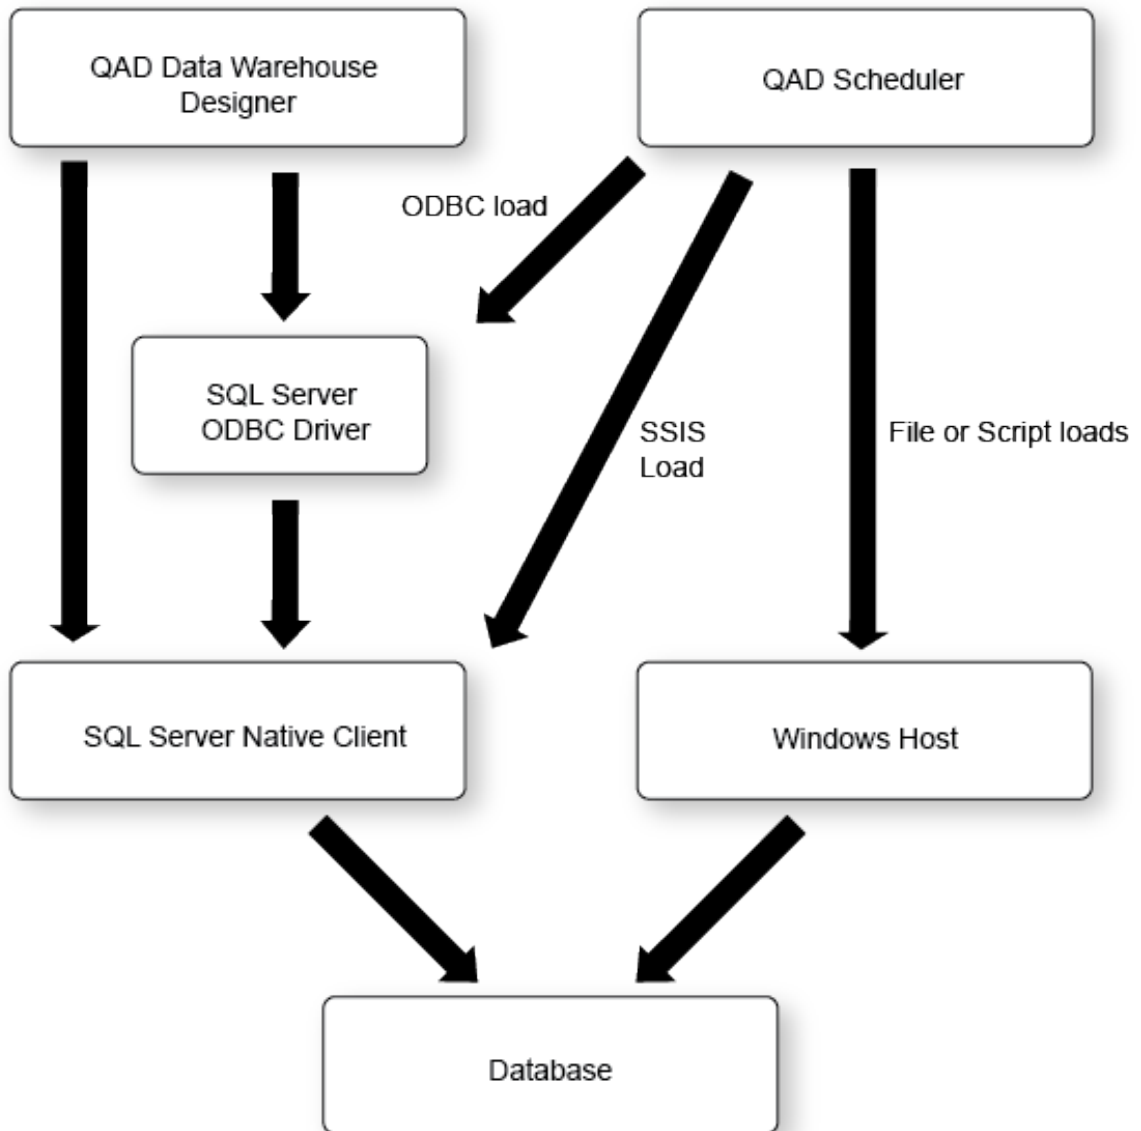 QAD Data Warehouse
Designer
QAD Scheduler
ODBC load
SQL Server
ODBC Driver
SSIS
Load
File or Script loads
SQL Server Native Client
Windows Host
Database